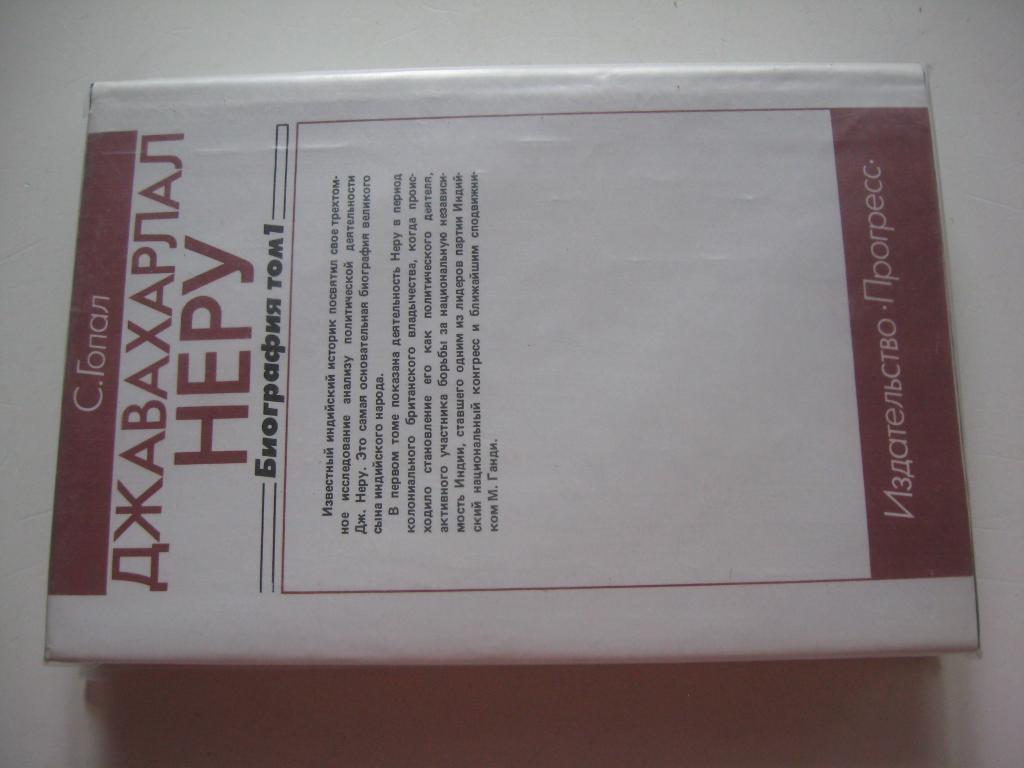 С.Гопал
ДЖАВАХАРЛАЛ
НЕРУ
Биография том1
Известный индийский историк посвятил свое трехтом-
ное исследование анализу политической деятельности
Дж. Неру. Это самая основательная биография великого
сына индийского народа.
В первом томе показана деятельность Неру в период
колониального британского владычества, когда проис-
ходило становление его как политического деятеля,
активного участника борьбы за национальную независи-
мость Индии, ставшего одним из лидеров партии Индий-
ский национальный конгресс и ближайшим сподвижни-
ком М. Ганди.
Издательство·Прогресс·